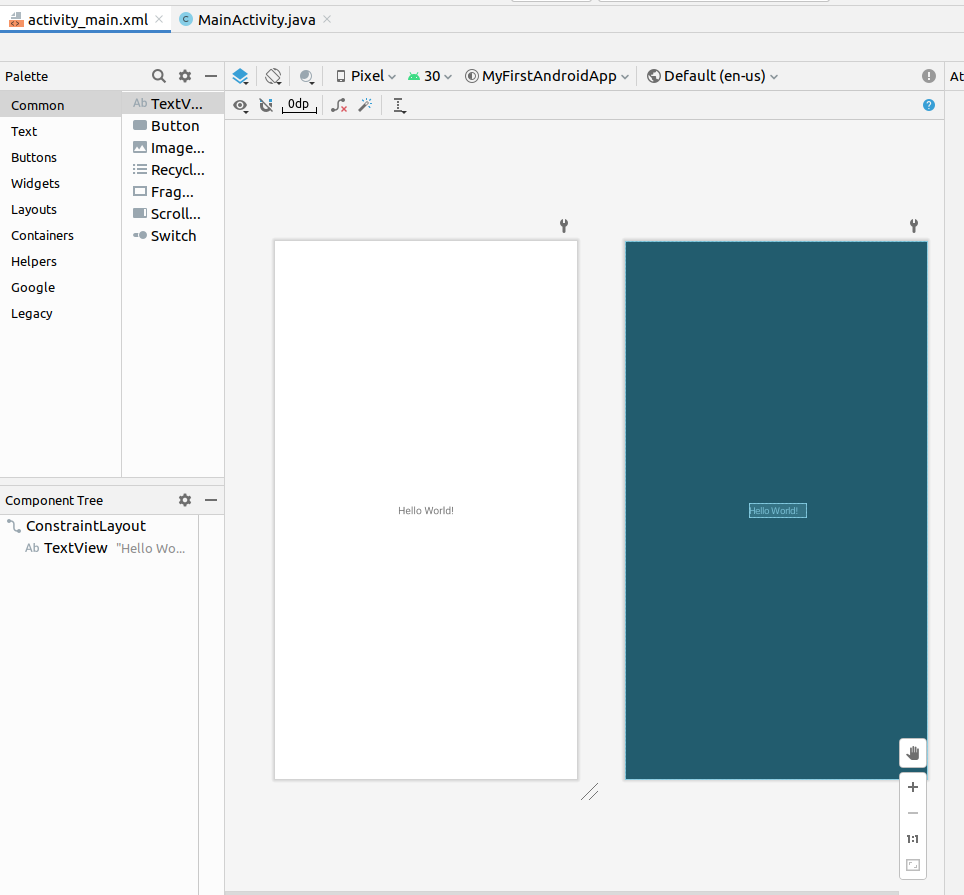 activity_main.xml MainActivity.java
Palette Pixel 30 MyFirstAndroidApp Default (en-us) At
Common
Text
Buttons
Widgets
Layouts
Containers
Helpers
Google
Legacy
Ab TextV...
Button
Image...
Recycl...
Frag...
Scroll...
Switch
0dp
Hello World!
Hello World!
Component Tree
ConstraintLayout
Ab TextView "Hello Wo...
1:1